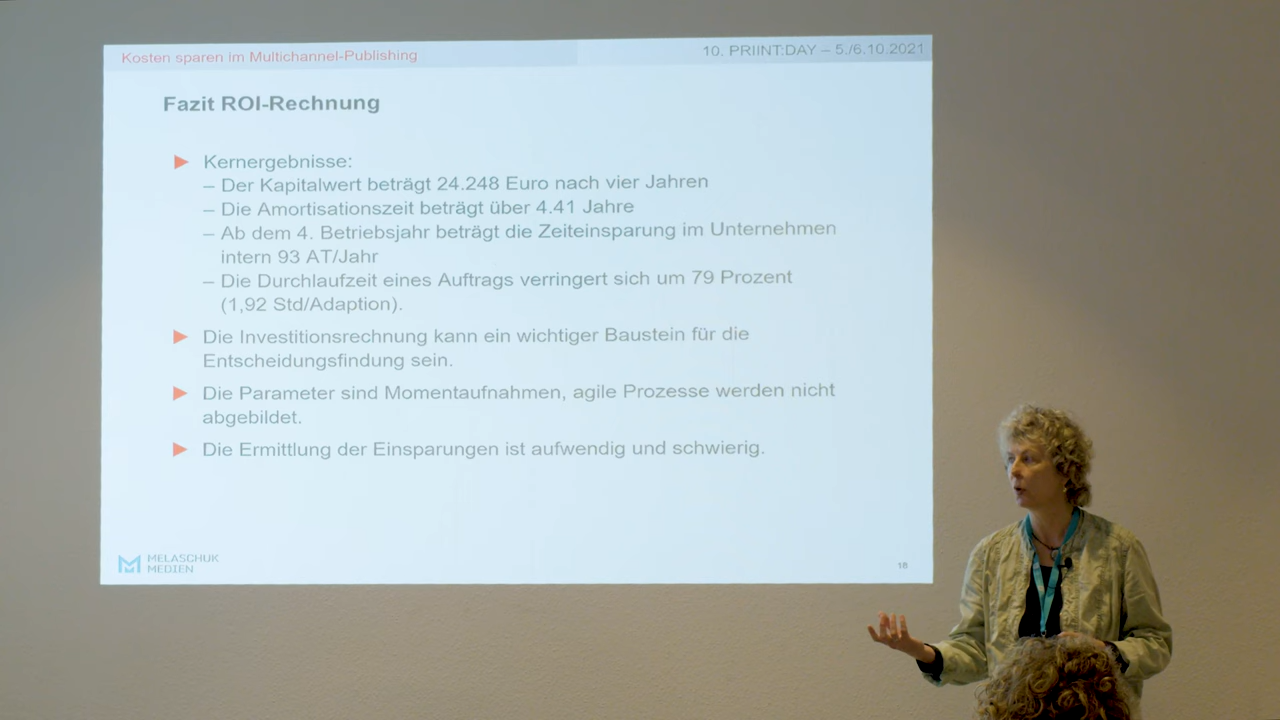 Kosten sparen im Multichannel-Publishing
10. PRIINT:DAY – 5./6.10.2021
Fazit ROI-Rechnung
► Kernergebnisse:
– Der Kapitalwert beträgt 24.248 Euro nach vier Jahren
– Die Amortisationszeit beträgt über 4.41 Jahre
– Ab dem 4. Betriebsjahr beträgt die Zeiteinsparung im Unternehmen
intern 93 AT/Jahr
– Die Durchlaufzeit eines Auftrags verringert sich um 79 Prozent
(1,92 Std/Adaption).
► Die Investitionsrechnung kann ein wichtiger Baustein für die
Entscheidungsfindung sein.
► Die Parameter sind Momentaufnahmen, agile Prozesse werden nicht
abgebildet.
► Die Ermittlung der Einsparungen ist aufwendig und schwierig.
MELASCHUK
MEDIEN
18